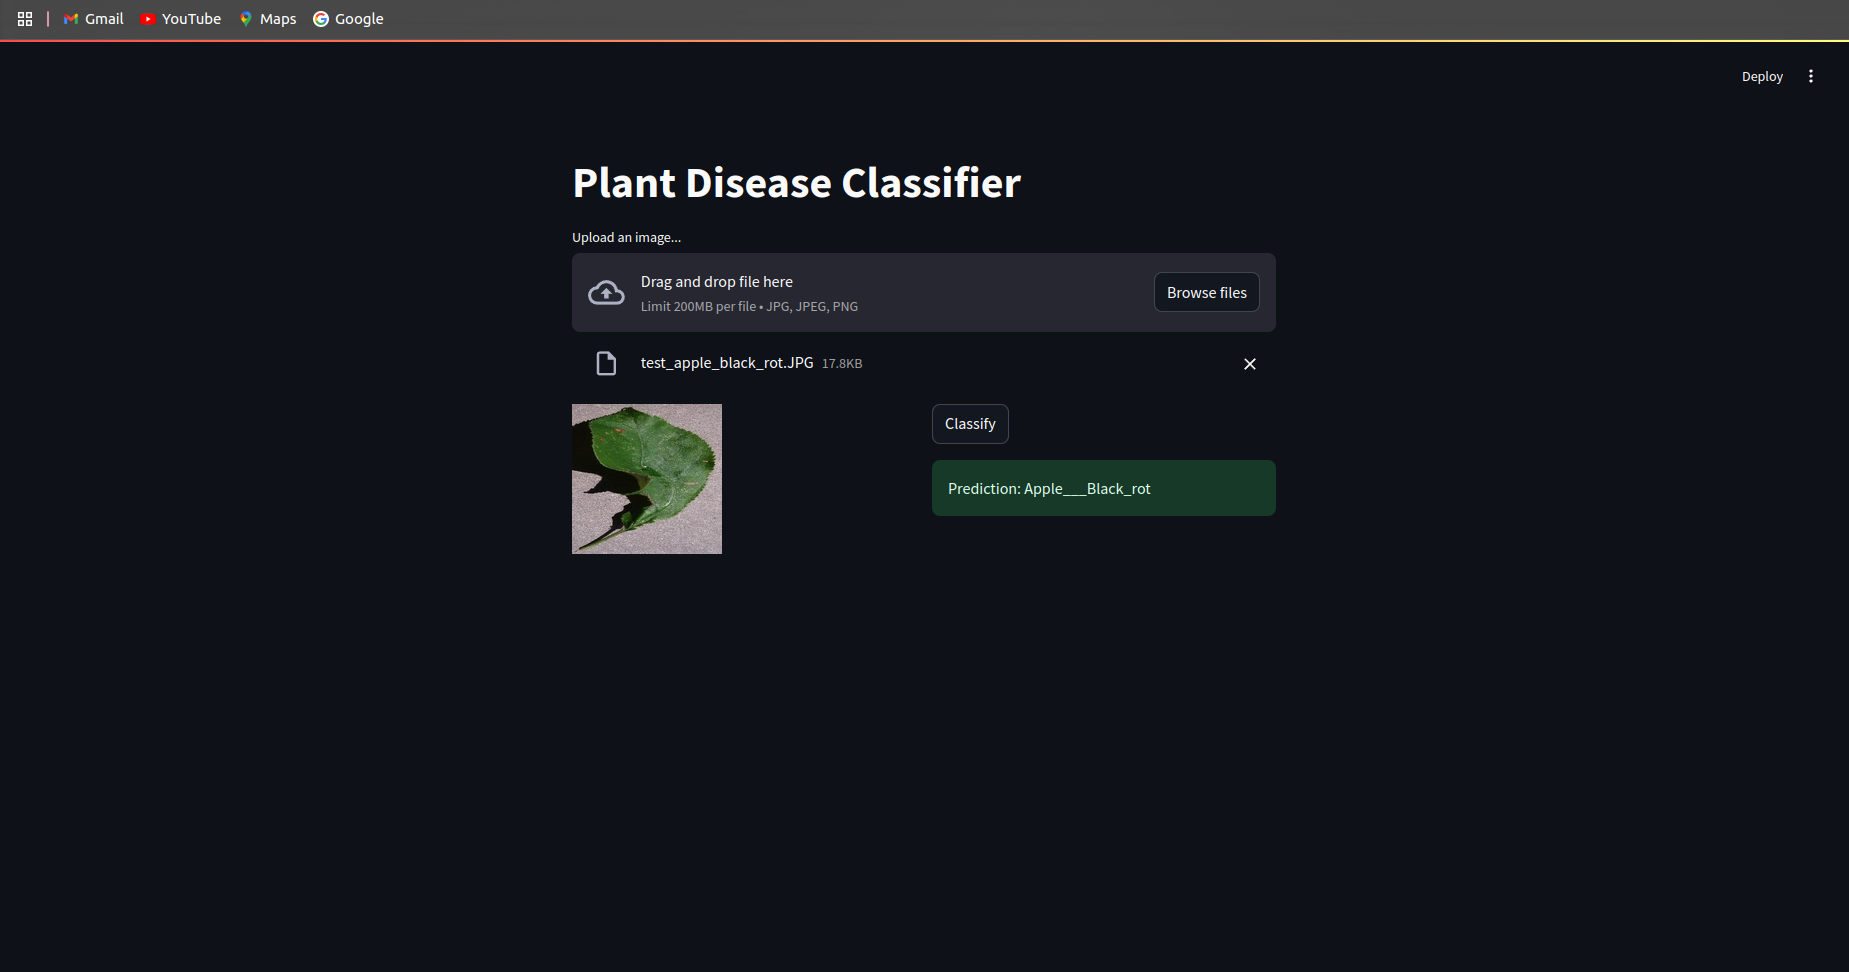 Gmail YouTube Maps Google
Deploy
Plant Disease Classifier
Upload an image...
Drag and drop file here
Limit 200MB per file • JPG, JPEG, PNG
Browse files
test_apple_black_rot.JPG 17.8KB
Classify
Prediction: Apple___Black_rot